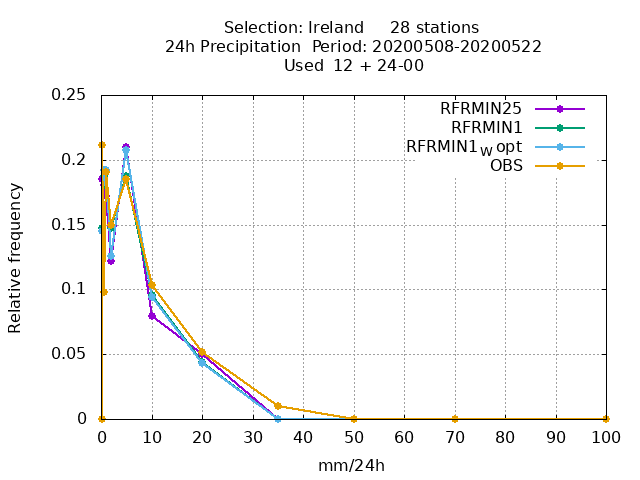 Selection: Ireland 28 stations
24h Precipitation Period: 20200508-20200522
Used 12 + 24-00
RFRMIN25
RFRMIN1
RFRMIN1w opt
OBS
Relative frequency
0.25
0.2
0.15
0.1
0.05
0
0 10 20 30 40 50 60 70 80 90 100
mm/24h